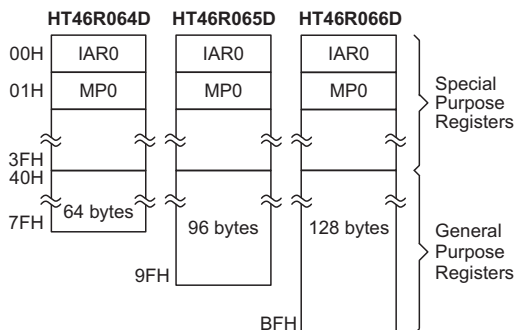 HT46R064D HT46R065D HT46R066D
00H IAR0 IAR0 IAR0
01H MP0 MP0 MP0
Special
Purpose
Registers
3FH
40H
64 bytes 96 bytes 128 bytes
7FH
General
Purpose
Registers
9FH
BFH